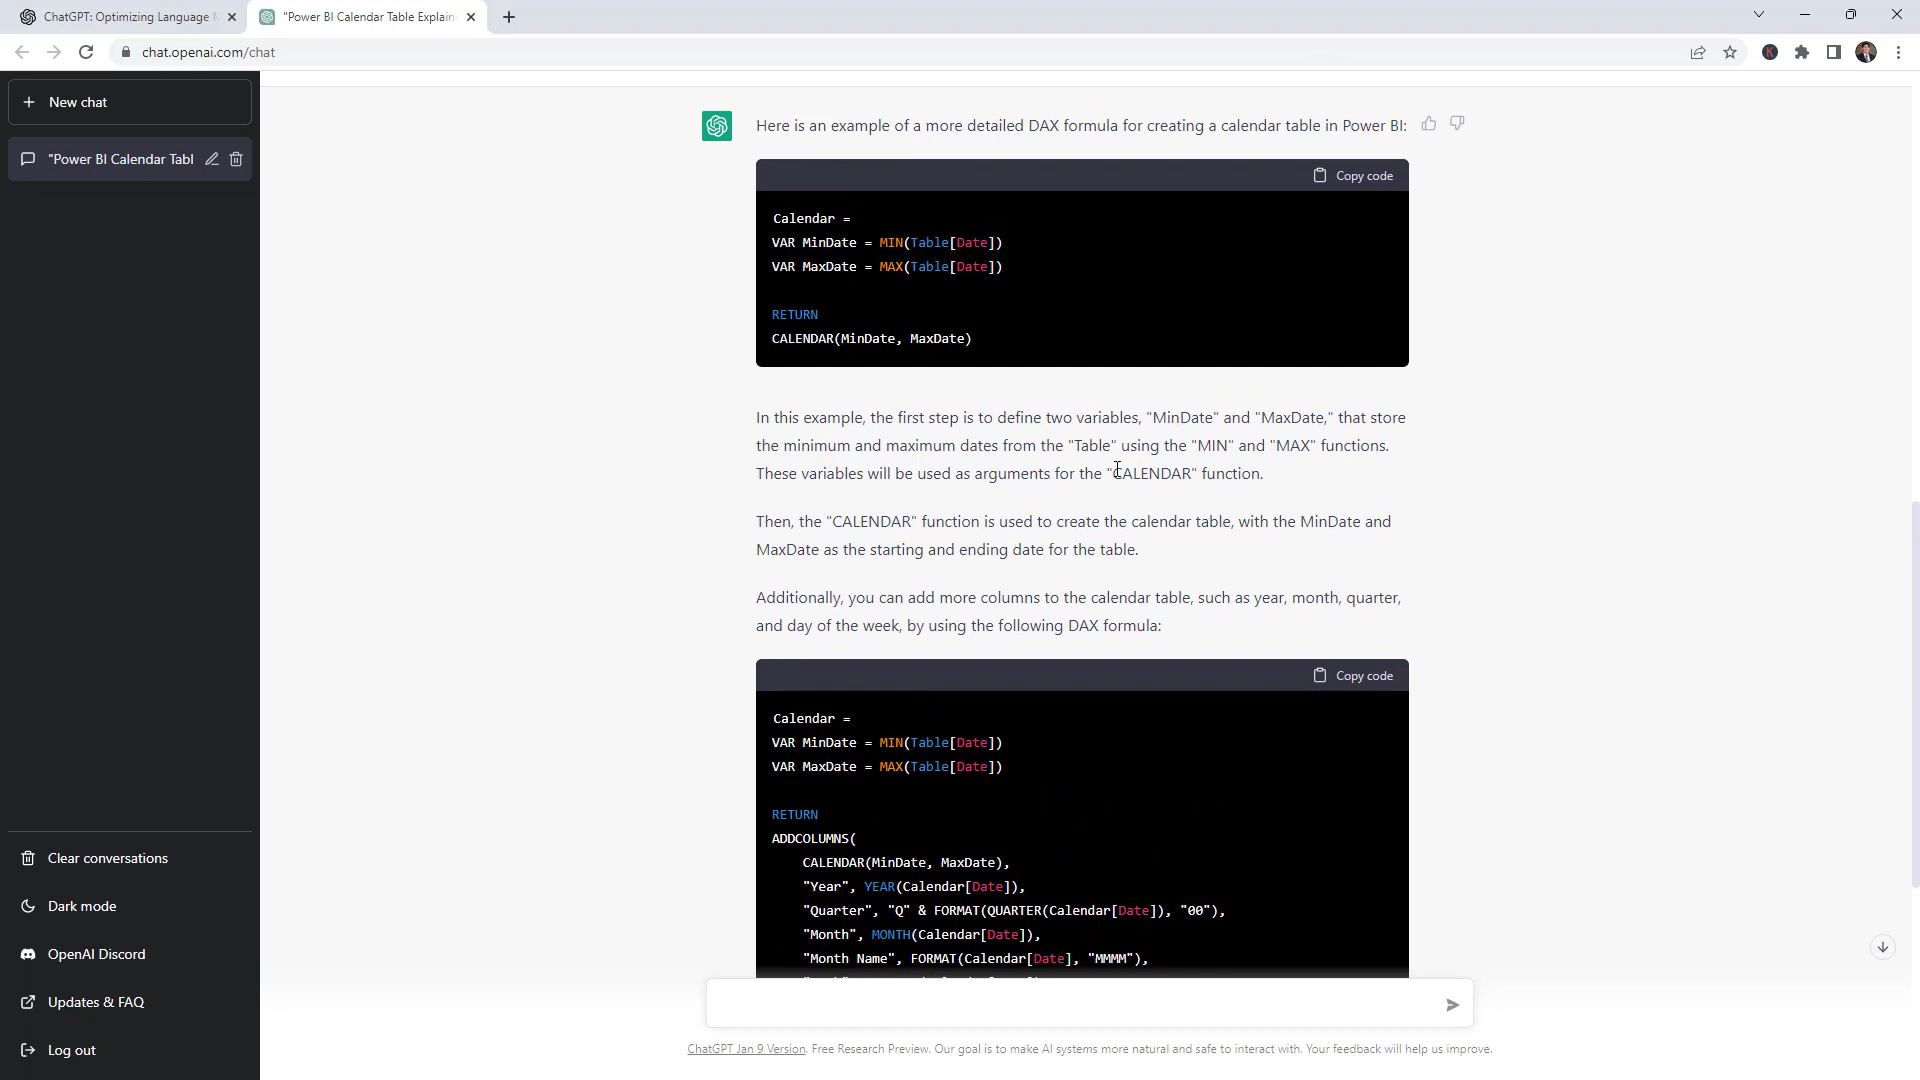 ChatGPT: Optimizing Language
"Power BI Calendar Table Explain
chat.openai.com/chat
K
New chat
"Power BI Calendar Tabl
Here is an example of a more detailed DAX formula for creating a calendar table in Power BI:
Copy code
Calendar =
VAR MinDate = MIN(Table[Date])
VAR MaxDate = MAX(Table[Date])
RETURN
CALENDAR(MinDate, MaxDate)
In this example, the first step is to define two variables, "MinDate" and "MaxDate," that store
the minimum and maximum dates from the "Table" using the "MIN" and "MAX" functions.
These variables will be used as arguments for the "CALENDAR" function.
Then, the "CALENDAR" function is used to create the calendar table, with the MinDate and
MaxDate as the starting and ending date for the table.
Additionally, you can add more columns to the calendar table, such as year, month, quarter,
and day of the week, by using the following DAX formula:
Copy code
Calendar =
VAR MinDate = MIN(Table[Date])
VAR MaxDate = MAX(Table[Date])
RETURN
ADDCOLUMNS(
CALENDAR(MinDate, MaxDate),
"Year", YEAR(Calendar[Date]),
"Quarter", "Q" & FORMAT(QUARTER(Calendar[Date]), "00"),
"Month", MONTH(Calendar[Date]),
"Month Name", FORMAT(Calendar[Date], "MMMM"),
Clear conversations
Dark mode
OpenAI Discord
Updates & FAQ
Log out
ChatGPT Jan 9 Version. Free Research Preview. Our goal is to make AI systems more natural and safe to interact with. Your feedback will help us improve.